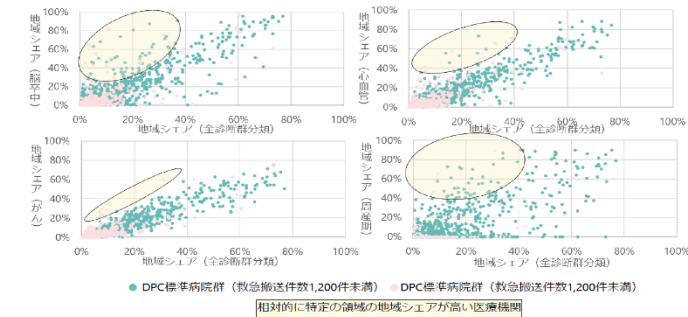 地域シェア（脳卒中）
100%
80%
60%
40%
20%
0%
0% 20% 40% 60% 80% 100%
地域シェア（全診断群分類）
地域シェア（心血管）
100%
80%
60%
40%
20%
0%
0% 20% 40% 60% 80% 100%
地域シェア（全診断群分類）
地域シェア（がん）
100%
80%
60%
40%
20%
0%
0% 20% 40% 60% 80% 100%
地域シェア（全診断群分類）
地域シェア（周産期）
100%
80%
60%
40%
20%
0%
0% 20% 40% 60% 80% 100%
地域シェア（全診断群分類）
DPC標準病院群（救急搬送件数1,200件未満） DPC標準病院群（救急搬送件数1,200件未満）
相対的に特定の領域の地域シェアが高い医療機関